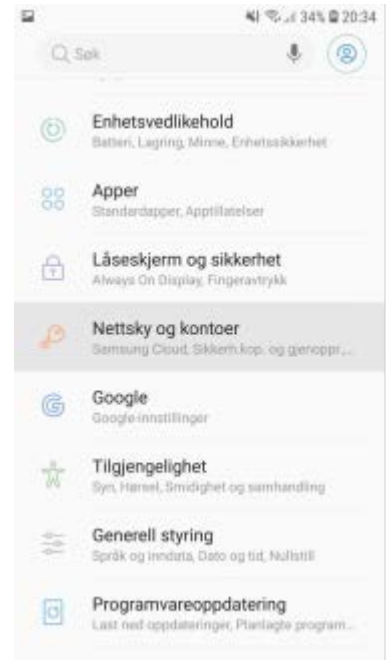 34% 20:34
Søk
Enhetsvedlikehold
Batteri, Lagring, Minne, Enhetssikkerhet
Apper
Standardapper, Apptillatelser
Låseskjerm og sikkerhet
Always On Display, Fingeravtrykk
Nettsky og kontoer
Samsung Cloud, Sikkerh.kop. og gjenoppr....
Google
Google-innstillinger
Tilgjengelighet
Syn, Hørsel, Smidighet og samhandling
Generell styring
Språk og inndata, Dato og tid, Nullstill
Programvareoppdatering
Last ned oppdateringer, Planlagte program...